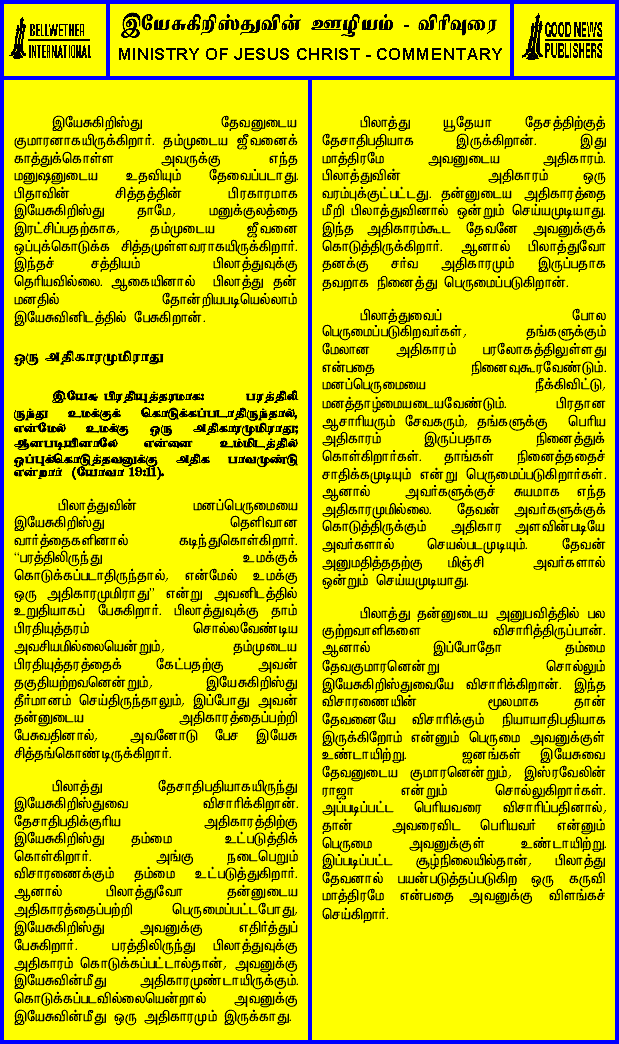 BELLWETHER
INTERNATIONAL
இயேசுகிறிஸ்துவின் ஊழியம் - விரிவுரை
MINISTRY OF JESUS CHRIST - COMMENTARY
GOOD NEWS
PUBLISHERS
இயேசுகிறிஸ்து தேவனுடைய
குமாரனாகயிருக்கிறார். தம்முடைய ஜீவனைக்
காத்துக்கொள்ள அவருக்கு எந்த
மனுஷனுடைய உதவியும் தேவைப்படாது.
பிதாவின் சித்தத்தின் பிரகாரமாக
இயேசுகிறிஸ்து தாமே, மனுக்குலத்தை
இரட்சிப்பதற்காக, தம்முடைய ஜீவனை
ஒப்புக்கொடுக்க சித்தமுள்ளவராகயிருக்கிறார்.
இந்தச் சத்தியம் பிலாத்துவுக்கு
தெரியவில்லை. ஆகையினால் பிலாத்து தன்
மனதில் தோன்றியபடியெல்லாம்
இயேசுவினிடத்தில் பேசுகிறான்.
ஒரு அதிகாரமுமிராது
இயேசு பிரதியுத்தரமாக: பரத்திலி
ருந்து உமக்குக் கொடுக்கப்படாதிருந்தால்,
என்மேல் உமக்கு ஒரு அதிகாரமுமிராது;
ஆனபடியினாலே என்னை உம்மிடத்தில்
ஒப்புக்கொடுத்தவனுக்கு அதிக பாவமுண்டு
என்றார் (யோவா 19:11).
பிலாத்துவின் மனப்பெருமையை
இயேசுகிறிஸ்து தெளிவான
வார்த்தைகளினால் கடிந்துகொள்கிறார்.
"பரத்திலிருந்து உமக்குக்
கொடுக்கப்படாதிருந்தால், என்மேல் உமக்கு
ஒரு அதிகாரமுமிராது" என்று அவனிடத்தில்
உறுதியாகப் பேசுகிறார். பிலாத்துவுக்கு தாம்
பிரதியுத்தரம் சொல்லவேண்டிய
அவசியமில்லையென்றும், தம்முடைய
பிரதியுத்தரத்தைக் கேட்பதற்கு அவன்
தகுதியற்றவனென்றும், இயேசுகிறிஸ்து
தீர்மானம் செய்திருந்தாலும், இப்போது அவன்
தன்னுடைய அதிகாரத்தைப்பற்றி
பேசுவதினால், அவனோடு பேச இயேசு
சித்தங்கொண்டிருக்கிறார்.
பிலாத்து தேசாதிபதியாகயிருந்து
இயேசுகிறிஸ்துவை விசாரிக்கிறான்.
தேசாதிபதிக்குரிய அதிகாரத்திற்கு
இயேசுகிறிஸ்து தம்மை உட்படுத்திக்
கொள்கிறார். அங்கு நடைபெறும்
விசாரணைக்கும் தம்மை உட்படுத்துகிறார்.
ஆனால் பிலாத்துவோ தன்னுடைய
அதிகாரத்தைப்பற்றி பெருமைப்பட்டபோது,
இயேசுகிறிஸ்து அவனுக்கு எதிர்த்துப்
பேசுகிறார். பரத்திலிருந்து பிலாத்துவுக்கு
அதிகாரம் கொடுக்கப்பட்டால்தான், அவனுக்கு
இயேசுவின்மீது அதிகாரமுண்டாயிருக்கும்.
கொடுக்கப்படவில்லையென்றால் அவனுக்கு
இயேசுவின்மீது ஒரு அதிகாரமும் இருக்காது.
பிலாத்து யூதேயா தேசத்திற்குத்
தேசாதிபதியாக இருக்கிறான். இது
மாத்திரமே அவனுடைய அதிகாரம்.
பிலாத்துவின் அதிகாரம் ஒரு
வரம்புக்குட்பட்டது. தன்னுடைய அதிகாரத்தை
மீறி பிலாத்துவினால் ஒன்றும் செய்யமுடியாது.
இந்த அதிகாரம்கூட தேவனே அவனுக்குக்
கொடுத்திருக்கிறார். ஆனால் பிலாத்துவோ
தனக்கு சர்வ அதிகாரமும் இருப்பதாக
தவறாக நினைத்து பெருமைப்படுகிறான்.
பிலாத்துவைப் போல
பெருமைப்படுகிறவர்கள், தங்களுக்கும்
மேலான அதிகாரம் பரலோகத்திலுள்ளது
என்பதை நினைவுகூரவேண்டும்.
மனப்பெருமையை நீக்கிவிட்டு,
மனத்தாழ்மையடையவேண்டும். பிரதான
ஆசாரியரும் சேவகரும், தங்களுக்கு பெரிய
அதிகாரம் இருப்பதாக நினைத்துக்
கொள்கிறார்கள். தாங்கள் நினைத்ததைச்
சாதிக்கமுடியும் என்று பெருமைப்படுகிறார்கள்.
ஆனால் அவர்களுக்குச் சுயமாக எந்த
அதிகாரமுமில்லை. தேவன் அவர்களுக்குக்
கொடுத்திருக்கும் அதிகார அளவின்படியே
அவர்களால் செயல்படமுடியும். தேவன்
அனுமதித்ததற்கு மிஞ்சி அவர்களால்
ஒன்றும் செய்யமுடியாது.
பிலாத்து தன்னுடைய அனுபவித்தில் பல
குற்றவாளிகளை விசாரித்திருப்பான்.
ஆனால் இப்போதோ தம்மை
தேவகுமாரனென்று சொல்லும்
இயேசுகிறிஸ்துவையே விசாரிக்கிறான். இந்த
விசாரணையின் மூலமாக தான்
தேவனையே விசாரிக்கும் நியாயாதிபதியாக
இருக்கிறோம் என்னும் பெருமை அவனுக்குள்
உண்டாயிற்று. ஜனங்கள் இயேசுவை
தேவனுடைய குமாரனென்றும், இஸ்ரவேலின்
ராஜா என்றும் சொல்லுகிறார்கள்.
அப்படிப்பட்ட பெரியவரை விசாரிப்பதினால்,
தான் அவரைவிட பெரியவர் என்னும்
பெருமை அவனுக்குள் உண்டாயிற்று.
இப்படிப்பட்ட சூழ்நிலையில்தான், பிலாத்து
தேவனால் பயன்படுத்தப்படுகிற ஒரு கருவி
மாத்திரமே என்பதை அவனுக்கு விளங்கச்
செய்கிறார்.